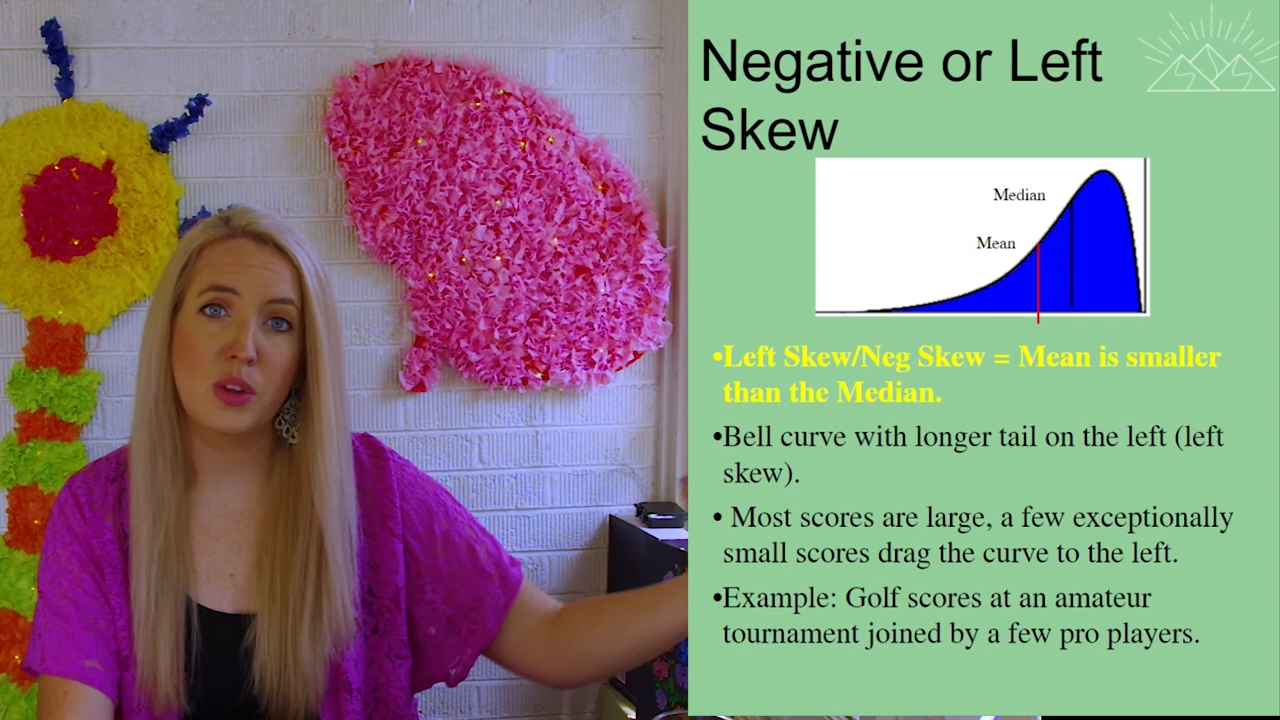 Negative or Left
Skew
Median
Mean
•Left Skew/Neg Skew = Mean is smaller
than the Median.
•Bell curve with longer tail on the left (left
skew).
• Most scores are large, a few exceptionally
small scores drag the curve to the left.
•Example: Golf scores at an amateur
tournament joined by a few pro players.